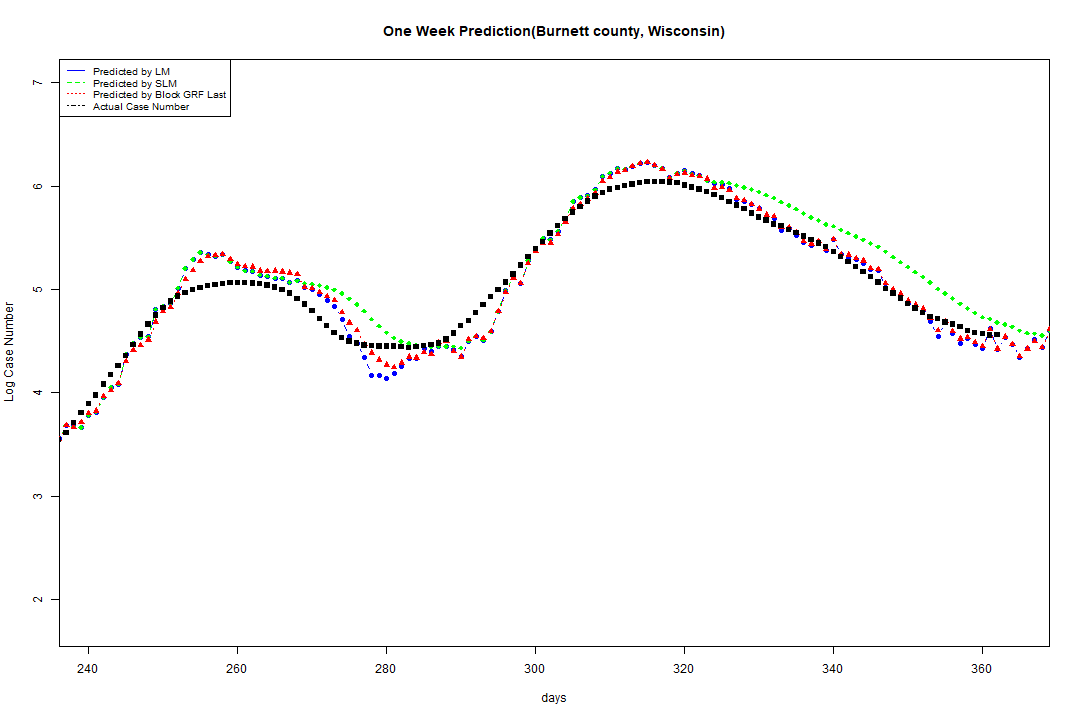 One Week Prediction(Burnett county, Wisconsin)
Predicted by LM
Predicted by SLM
Predicted by Block GRF Last
Actual Case Number
7
6
5
4
3
2
Log Case Number
240 260 280 300 320 340 360
days